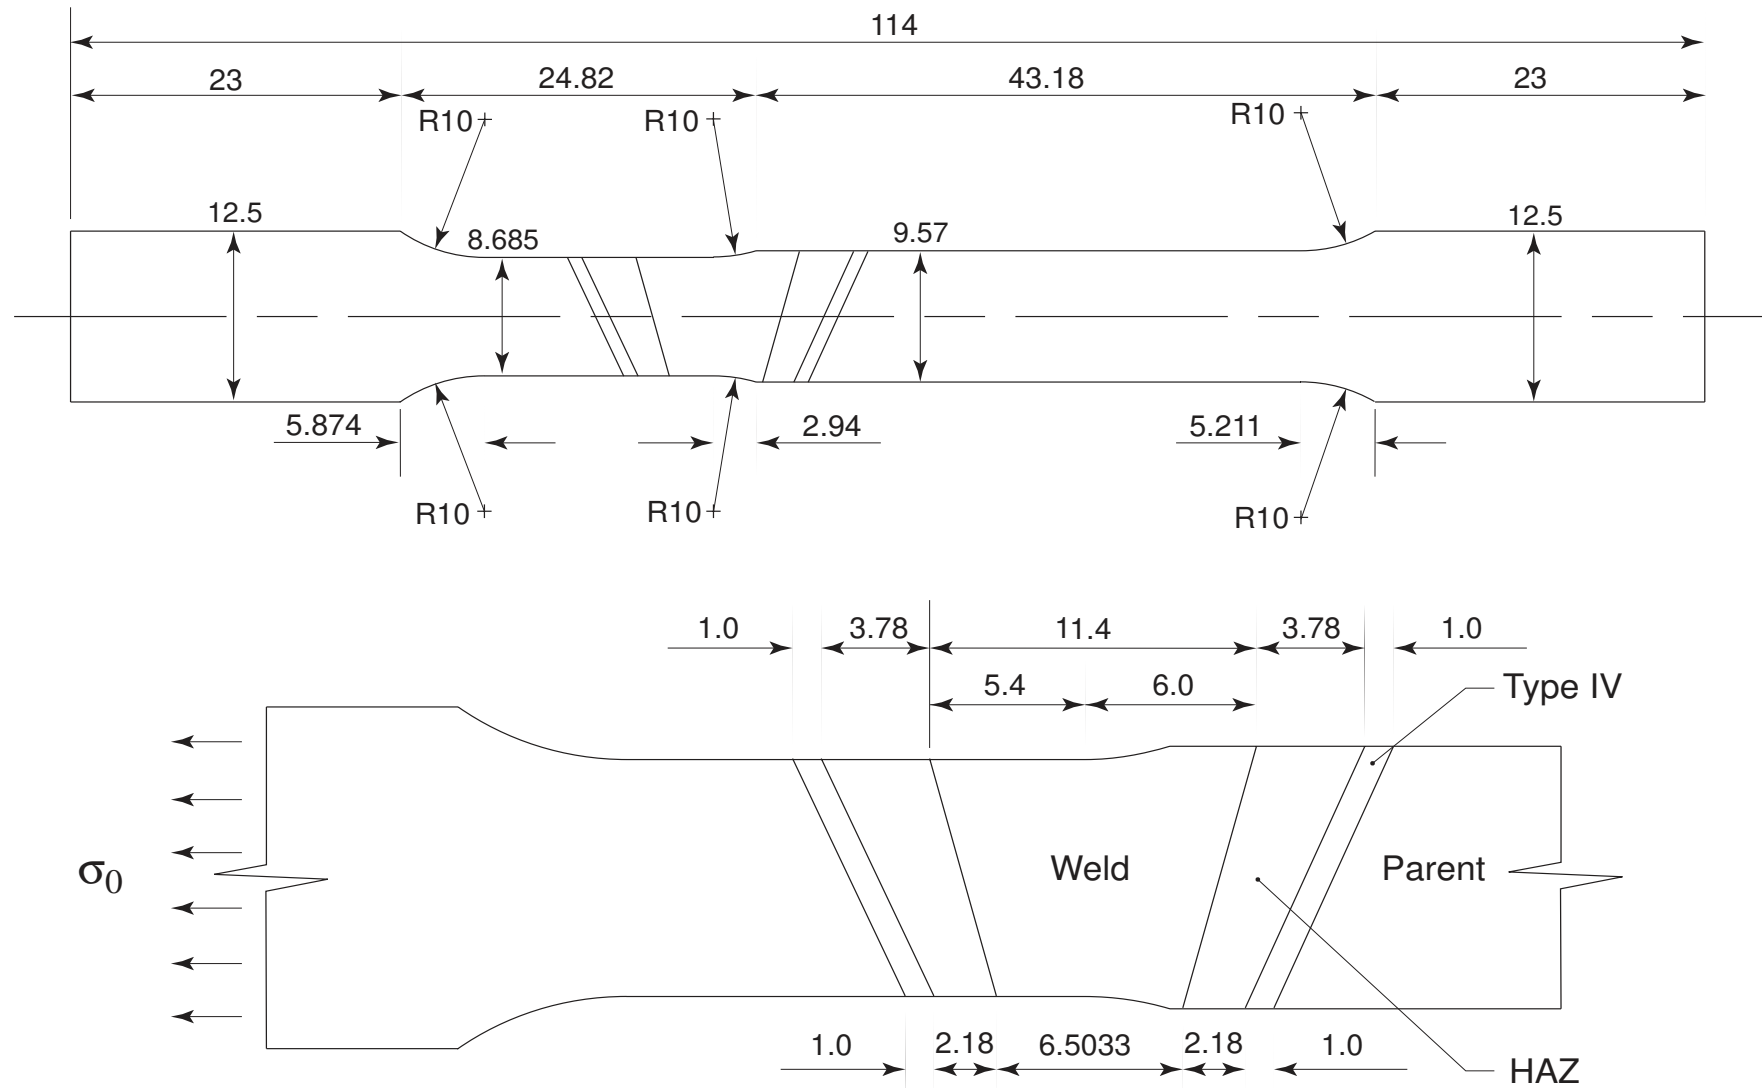 114
23 24.82 43.18 23
R10 R10 R10
12.5 8.685 9.57 12.5
5.874 2.94 5.211
R10 R10 R10
1.0 3.78 11.4 3.78 1.0
5.4 6.0
Type IV
σ0 Weld Parent
1.0 2.18 6.5033 2.18 1.0
HAZ